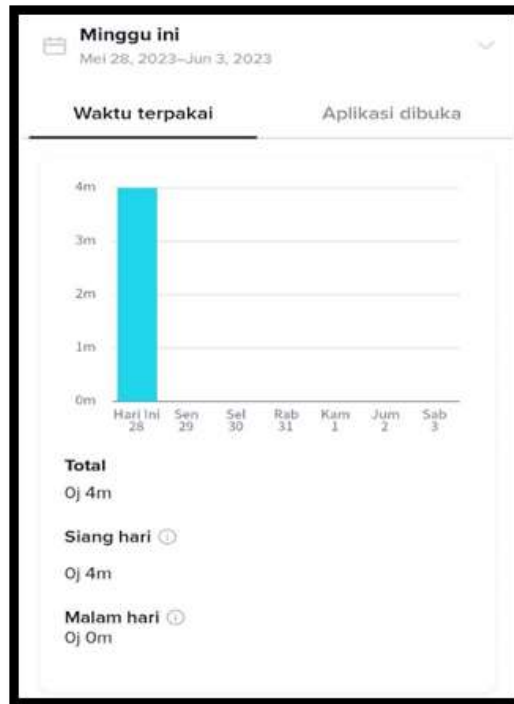 Minggu ini
Mei 28, 2023–Jun 3, 2023
Waktu terpakai Aplikasi dibuka
4m
3m
2m
1m
0m
Hari Ini Sen Sel Rab Kam Jum Sab
28 29 30 31 1 2 3
Total
0j 4m
Siang hari
0j 4m
Malam hari
0j 0m